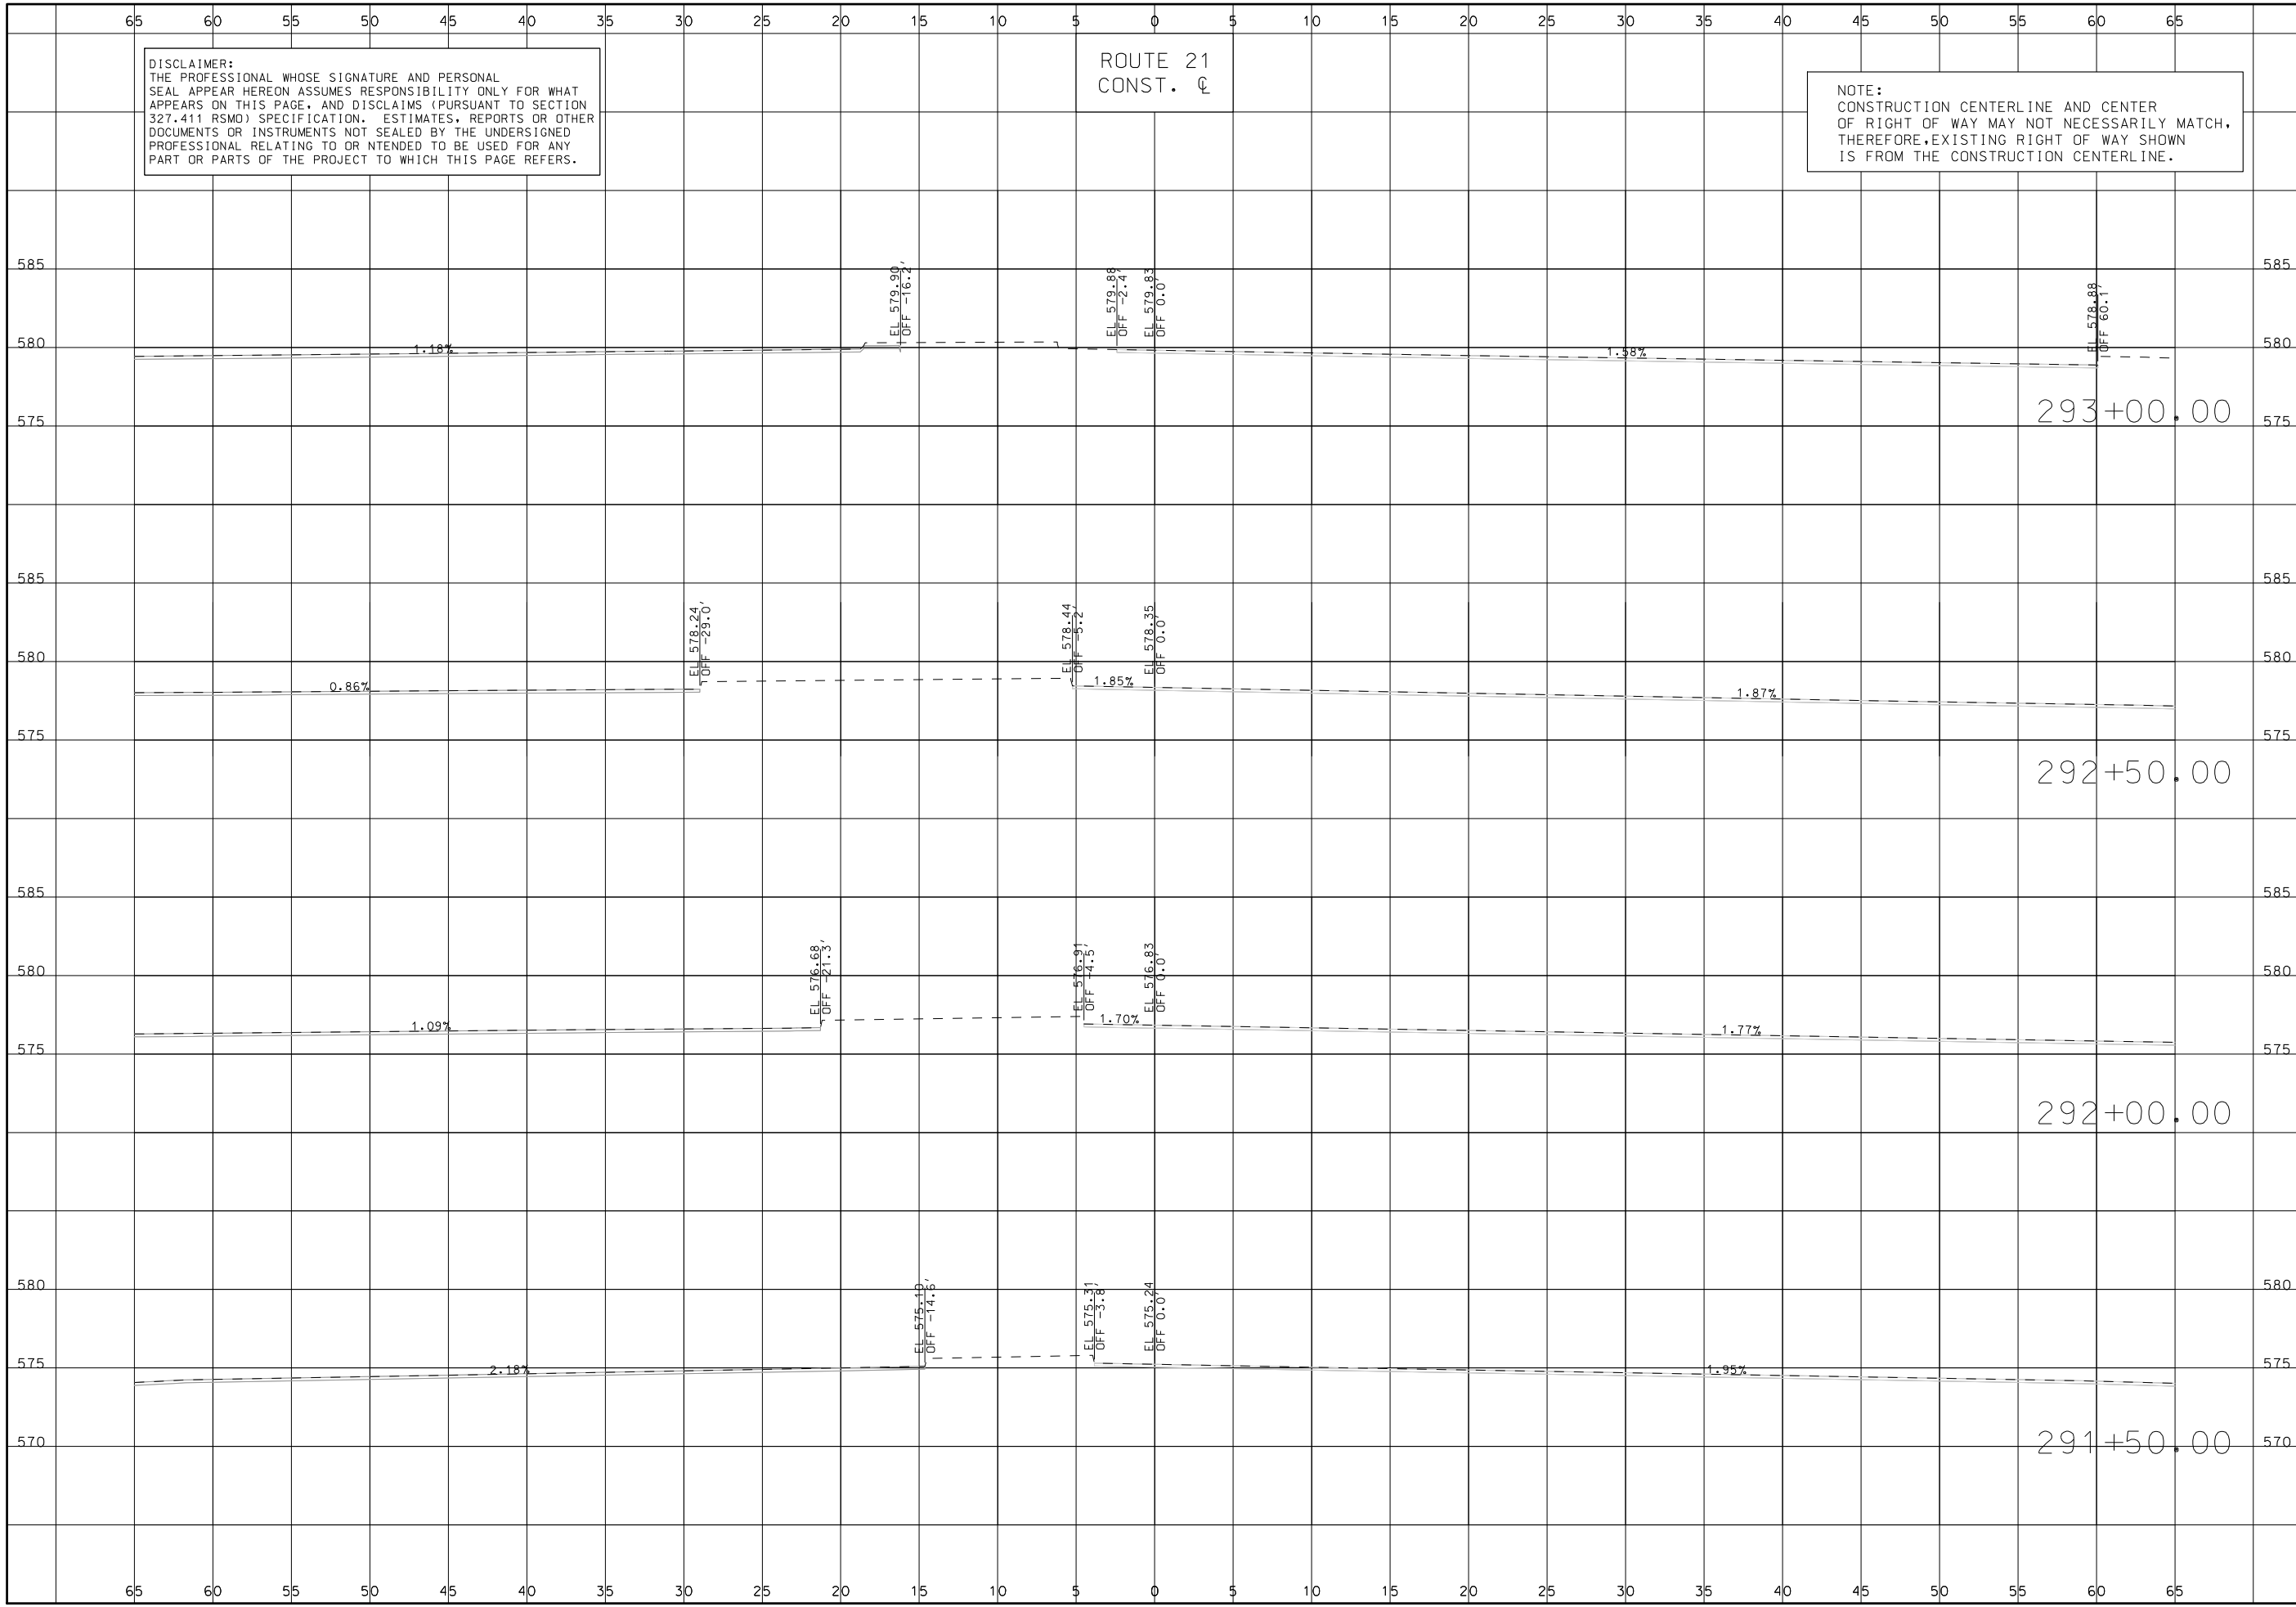 65 60 55 50 45 40 35 30 25 20 15 10 5 0 5 10 15 20 25 30 35 40 45 50 55 60 65
DISCLAIMER:
THE PROFESSIONAL WHOSE SIGNATURE AND PERSONAL
SEAL APPEAR HEREON ASSUMES RESPONSIBILITY ONLY FOR WHAT
APPEARS ON THIS PAGE, AND DISCLAIMS (PURSUANT TO SECTION
327.411 RSMO) SPECIFICATION. ESTIMATES, REPORTS OR OTHER
DOCUMENTS OR INSTRUMENTS NOT SEALED BY THE UNDERSIGNED
PROFESSIONAL RELATING TO OR NTENDED TO BE USED FOR ANY
PART OR PARTS OF THE PROJECT TO WHICH THIS PAGE REFERS.
ROUTE 21
CONST. ℄
NOTE:
CONSTRUCTION CENTERLINE AND CENTER
OF RIGHT OF WAY MAY NOT NECESSARILY MATCH,
THEREFORE,EXISTING RIGHT OF WAY SHOWN
IS FROM THE CONSTRUCTION CENTERLINE.
585 585
EL 579.90
OFF -16.2'
EL 579.88
OFF -2.4'
EL 579.83
OFF 0.0'
EL 578.88
OFF 60.1'
580 580
1.18% 1.58%
293+00.00
575 575
585 585
EL 578.24
OFF -29.0'
EL 578.44
OFF -5.2'
EL 578.35
OFF 0.0'
580 580
0.86% 1.85% 1.87%
575 575
292+50.00
585 585
EL 576.68
OFF -21.3'
EL 576.91
OFF -4.5'
EL 576.83
OFF 0.0'
580 580
1.09% 1.70% 1.77%
575 575
292+00.00
580 580
EL 575.10
OFF -14.6'
EL 575.31
OFF -3.8'
EL 575.24
OFF 0.0'
575 575
2.18% 1.95%
570 570
291+50.00
65 60 55 50 45 40 35 30 25 20 15 10 5 0 5 10 15 20 25 30 35 40 45 50 55 60 65